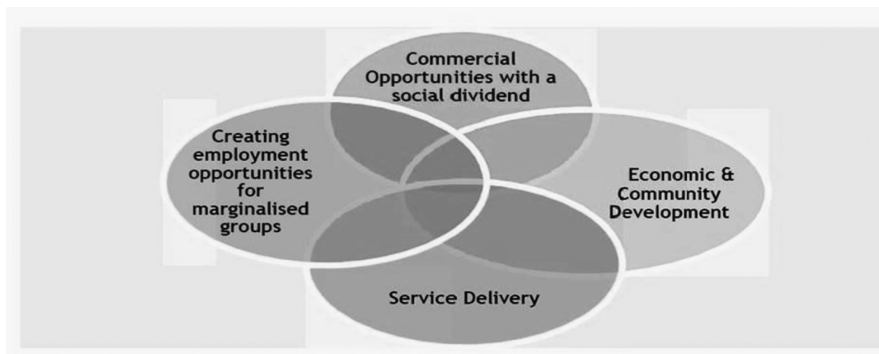 Commercial
Opportunities with a
social dividend
Creating
employment
opportunities
for
marginalised
groups
Economic &
Community
Development
Service Delivery